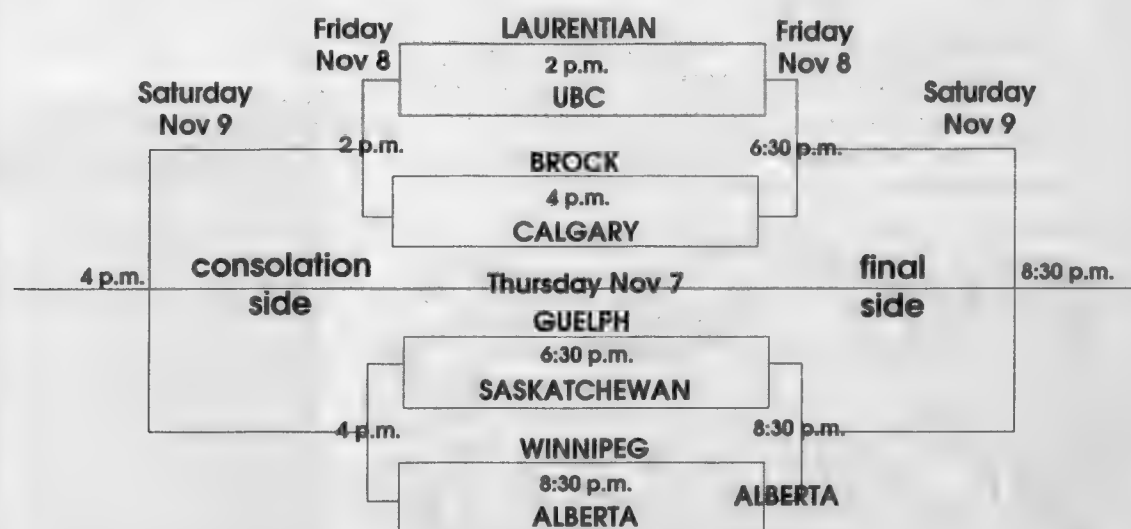 Friday
Nov 8
LAURENTIAN
Friday
Nov 8
2 p.m.
UBC
Saturday
Nov 9
Saturday
Nov 9
2 p.m.
6:30 p.m.
BROCK
4 p.m.
CALGARY
4 p.m.
consolation
side
Thursday Nov 7
final
side
8:30 p.m.
GUELPH
6:30 p.m.
SASKATCHEWAN
4 p.m.
8:30 p.m.
WINNIPEG
8:30 p.m.
ALBERTA
ALBERTA